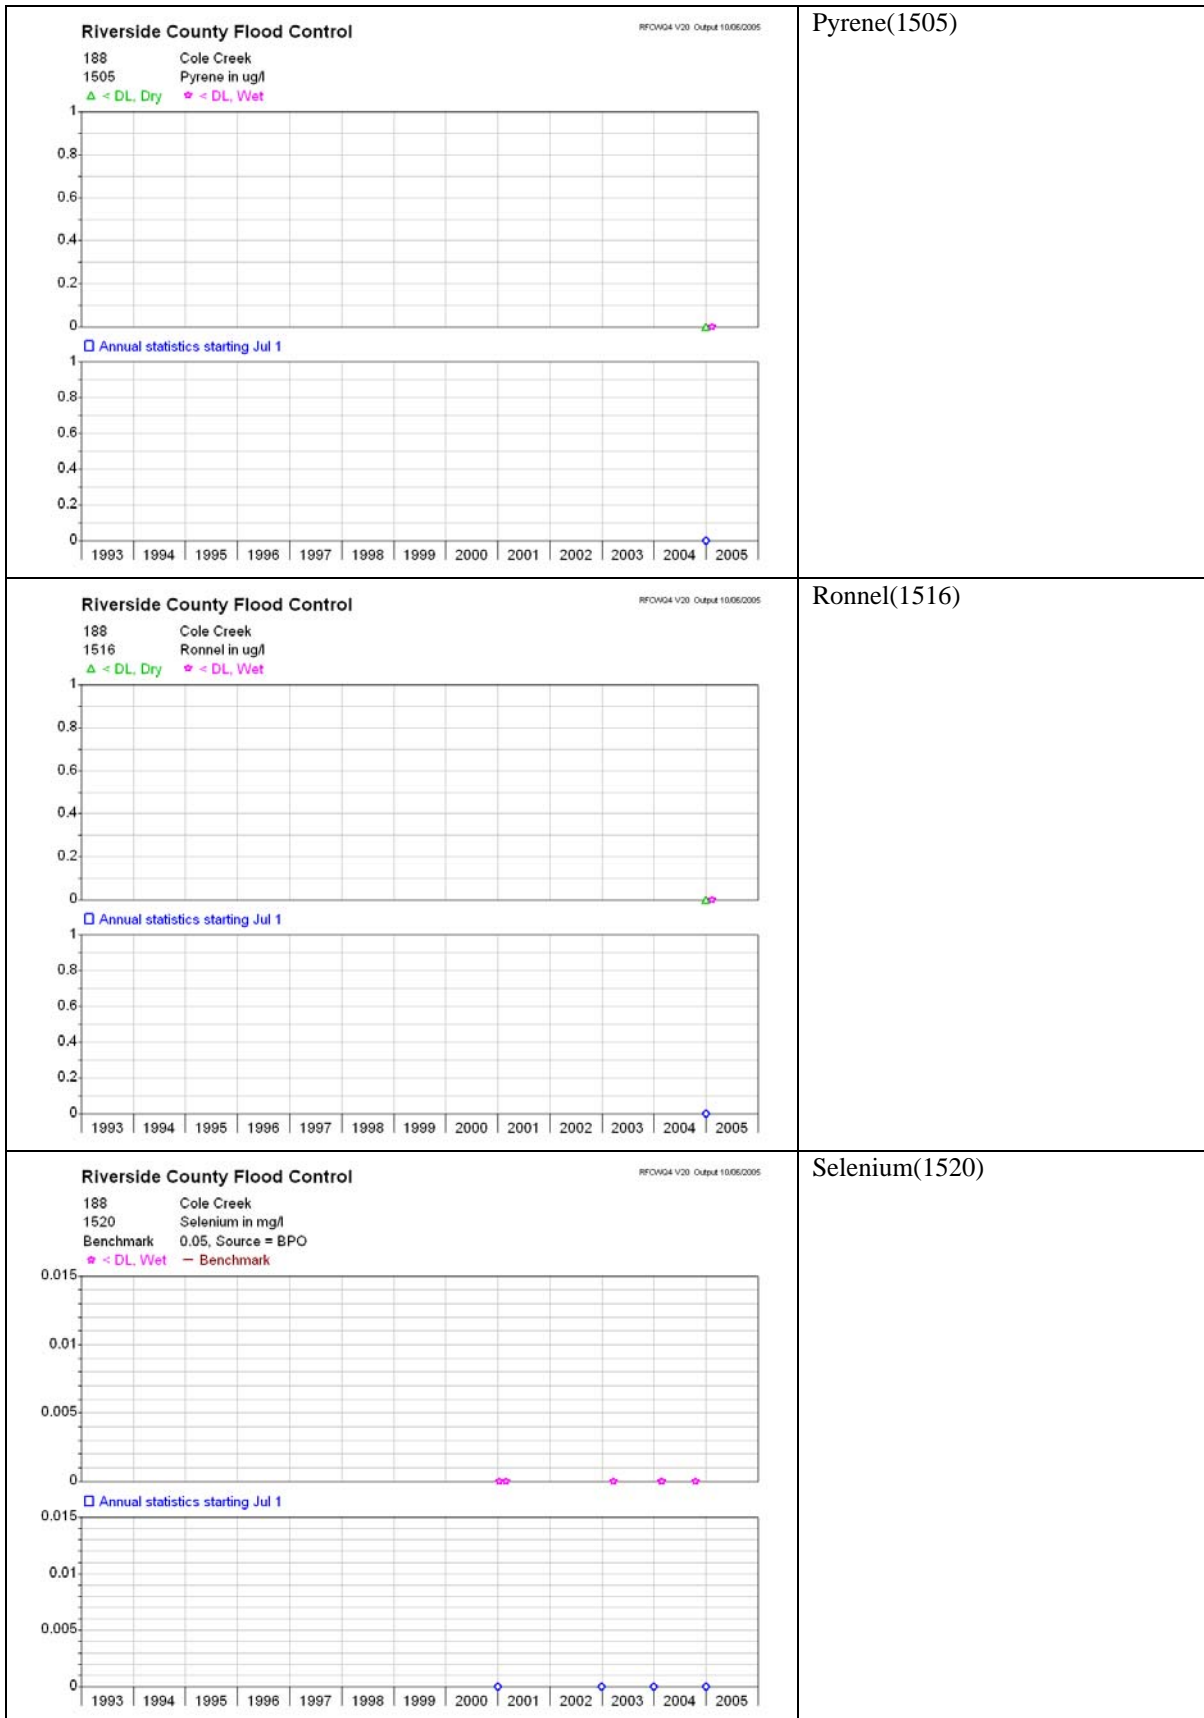 Riverside County Flood Control
RFCWQ4 V20 Output 10/06/2005
188 Cole Creek
1505 Pyrene in ug/l
< DL, Dry < DL, Wet
1
0.8
0.6
0.4
0.2
0
Annual statistics starting Jul 1
1
0.8
0.6
0.4
0.2
0
1993 1994 1995 1996 1997 1998 1999 2000 2001 2002 2003 2004 2005
Pyrene(1505)
Riverside County Flood Control
RFCWQ4 V20 Output 10/06/2005
188 Cole Creek
1516 Ronnel in ug/l
< DL, Dry < DL, Wet
1
0.8
0.6
0.4
0.2
0
Annual statistics starting Jul 1
1
0.8
0.6
0.4
0.2
0
1993 1994 1995 1996 1997 1998 1999 2000 2001 2002 2003 2004 2005
Ronnel(1516)
Riverside County Flood Control
RFCWQ4 V20 Output 10/06/2005
188 Cole Creek
1520 Selenium in mg/l
Benchmark 0.05, Source = BPO
< DL, Wet — Benchmark
0.015
0.01
0.005
0
Annual statistics starting Jul 1
0.015
0.01
0.005
0
1993 1994 1995 1996 1997 1998 1999 2000 2001 2002 2003 2004 2005
Selenium(1520)